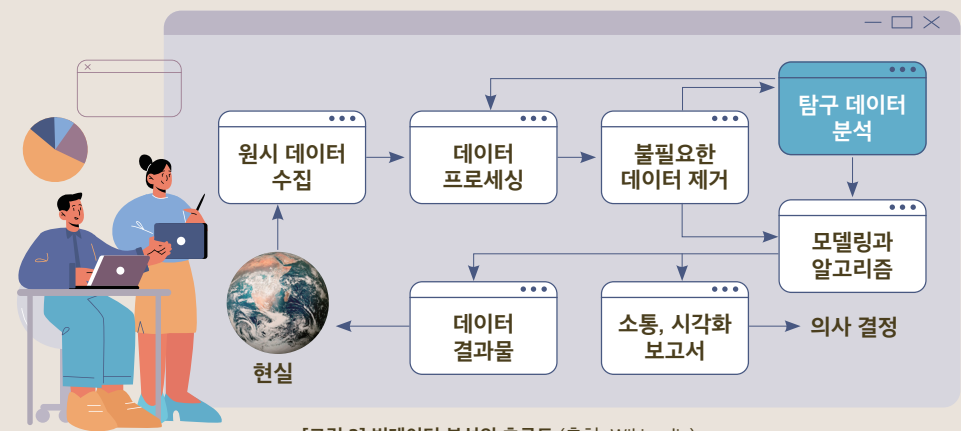 탐구 데이터
분석
원시 데이터
수집
데이터
프로세싱
불필요한
데이터 제거
모델링과
알고리즘
데이터
결과물
소통, 시각화
보고서
의사 결정
현실